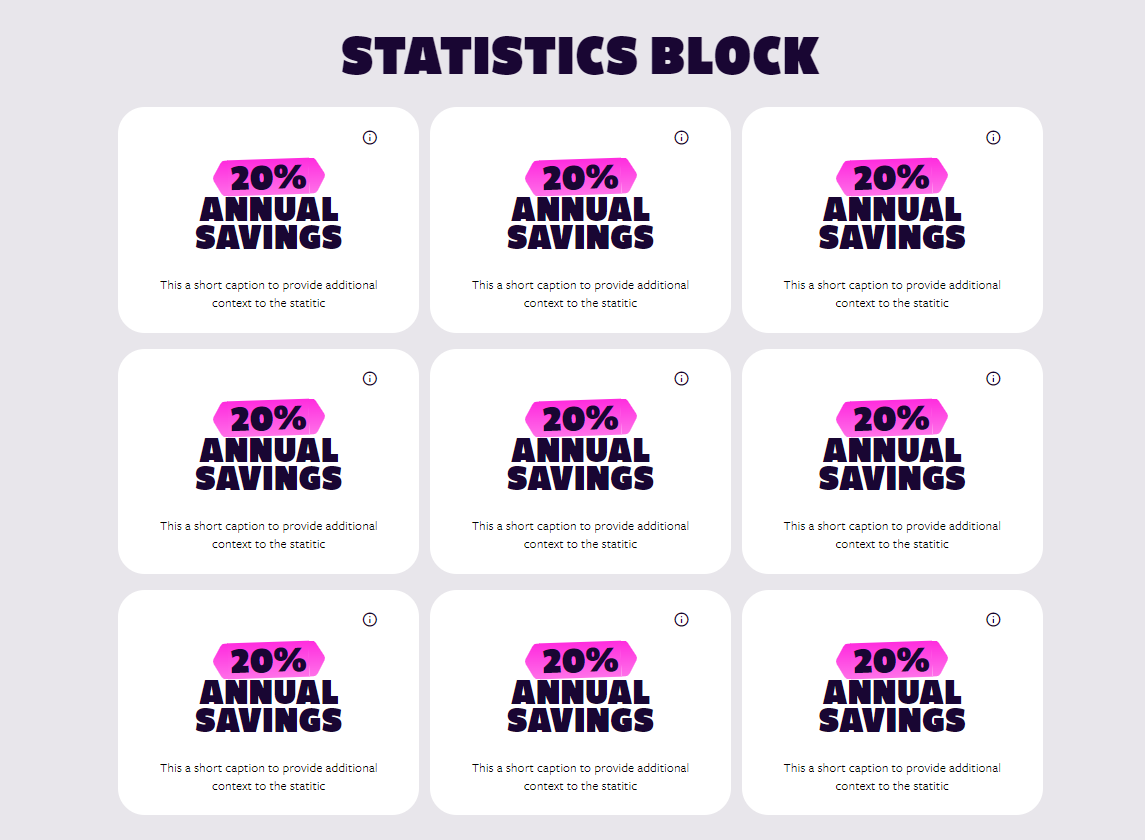 STATISTICS BLOCK
20%
ANNUAL
SAVINGS
This a short caption to provide additional
context to the statitic
20%
ANNUAL
SAVINGS
This a short caption to provide additional
context to the statitic
20%
ANNUAL
SAVINGS
This a short caption to provide additional
context to the statitic
20%
ANNUAL
SAVINGS
This a short caption to provide additional
context to the statitic
20%
ANNUAL
SAVINGS
This a short caption to provide additional
context to the statitic
20%
ANNUAL
SAVINGS
This a short caption to provide additional
context to the statitic
20%
ANNUAL
SAVINGS
This a short caption to provide additional
context to the statitic
20%
ANNUAL
SAVINGS
This a short caption to provide additional
context to the statitic
20%
ANNUAL
SAVINGS
This a short caption to provide additional
context to the statitic